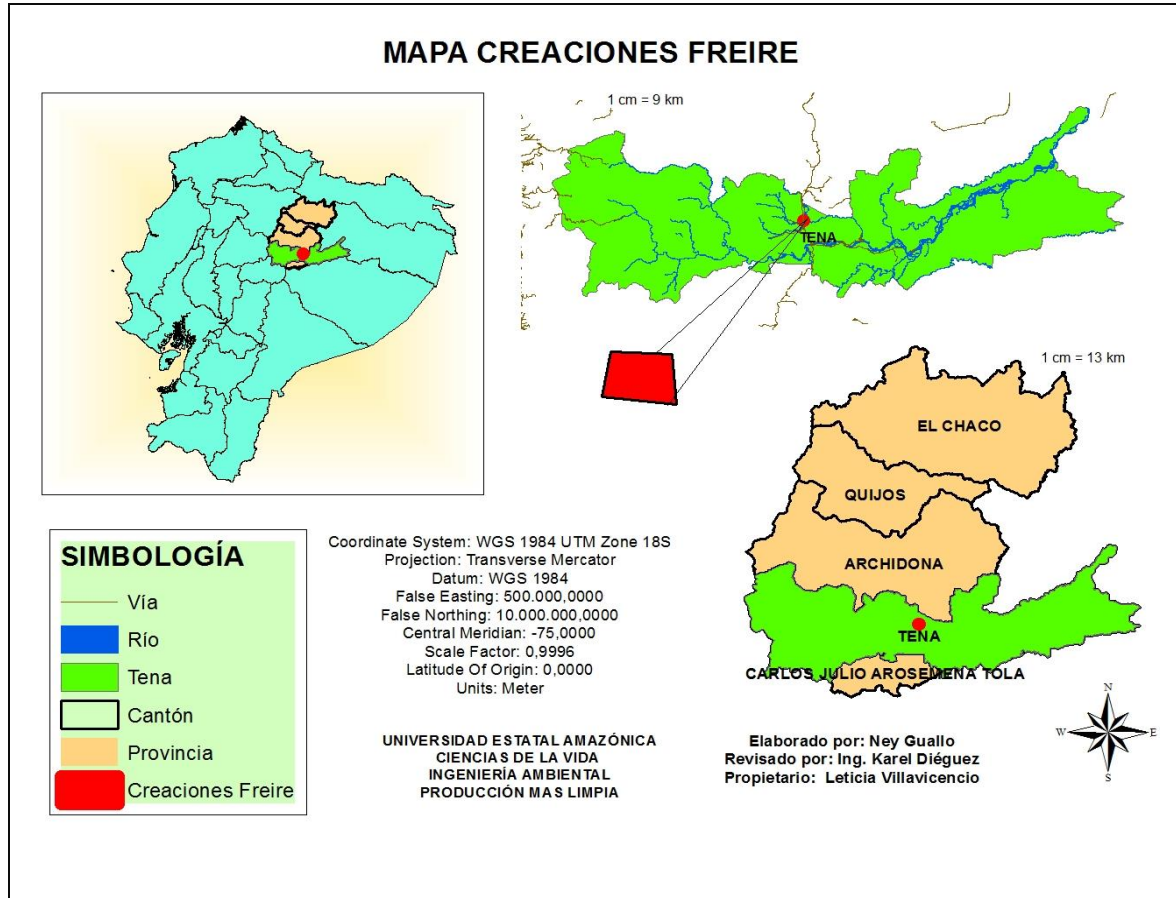 MAPA CREACIONES FREIRE
1 cm = 9 km
TENA
1 cm = 13 km
EL CHACO
QUIJOS
ARCHIDONA
TENA
CARLOS JULIO AROSEMENA TOLA
SIMBOLOGÍA
Vía
Río
Tena
Cantón
Provincia
Creaciones Freire
Coordinate System: WGS 1984 UTM Zone 18S
Projection: Transverse Mercator
Datum: WGS 1984
False Easting: 500.000,0000
False Northing: 10.000.000,0000
Central Meridian: -75,0000
Scale Factor: 0,9996
Latitude Of Origin: 0,0000
Units: Meter
UNIVERSIDAD ESTATAL AMAZÓNICA
CIENCIAS DE LA VIDA
INGENIERÍA AMBIENTAL
PRODUCCIÓN MAS LIMPIA
Elaborado por: Ney Guallo
Revisado por: Ing. Karel Diéguez
Propietario: Leticia Villavicencio
N
W E
S